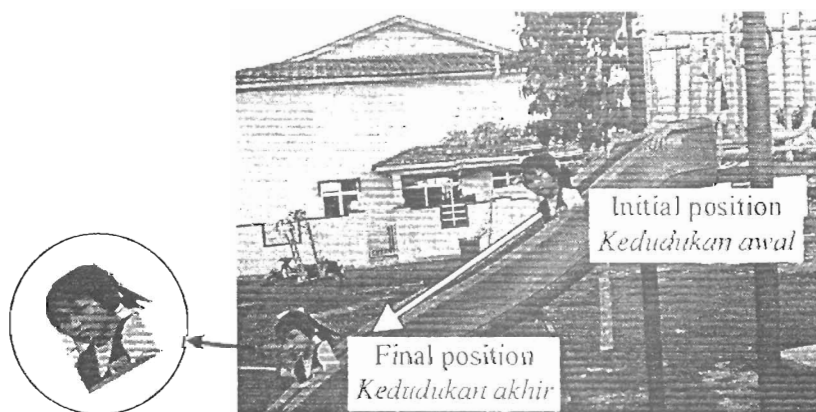 Initial position
Kedudukan awal
Final position
Kedudukan akhir